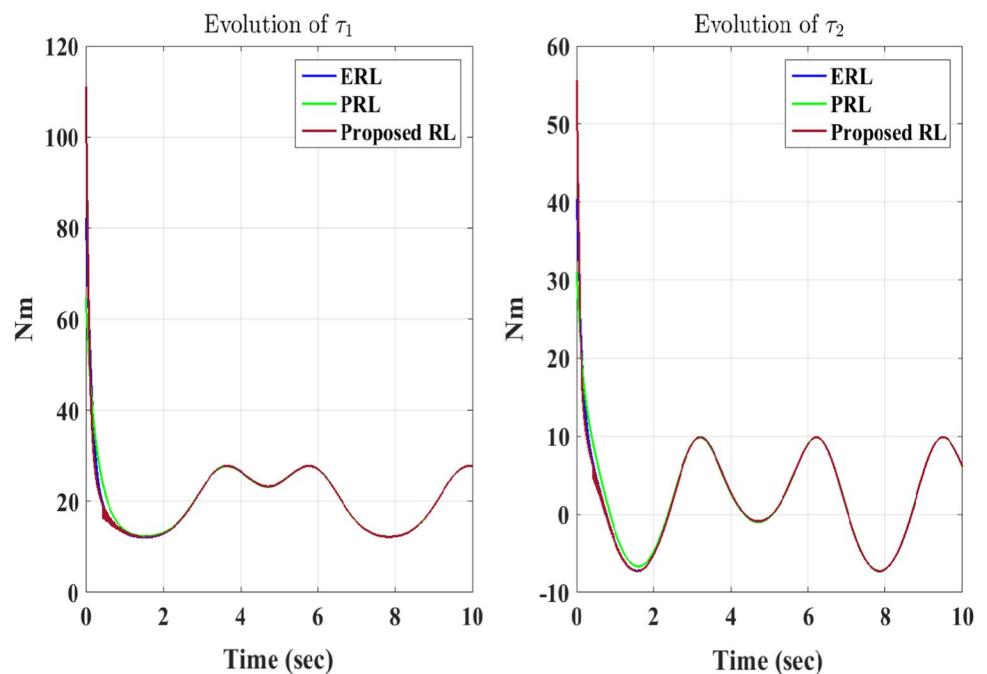 Evolution of τ₁
120
100
80
60
40
20
0
Nm
0 2 4 6 8 10
Time (sec)
ERL
PRL
Proposed RL
Evolution of τ₂
60
50
40
30
20
10
0
-10
Nm
0 2 4 6 8 10
Time (sec)
ERL
PRL
Proposed RL